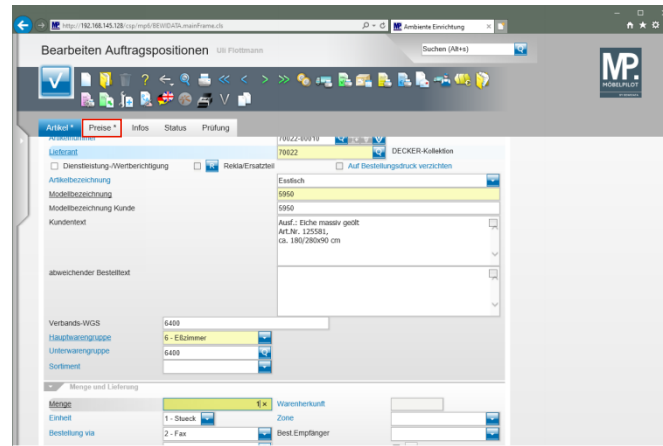 http://192.168.145.128/csp/mp6/BEWIDATA.mainFrame.cls
Ambiente Einrichtung
Bearbeiten Auftragspositionen Uli Flottmann
Suchen (Alt+s)
MP.
MÖBELPILOT
Artikel * Preise * Infos Status Prüfung
Artikelnummer 70022-00010
Lieferant 70022 DECKER-Kollektion
Dienstleistung-/Wertberichtigung R Rekla/Ersatzteil Auf Bestellungsdruck verzichten
Artikelbezeichnung Esstisch
Modellbezeichnung 5950
Modellbezeichnung Kunde 5950
Kundentext Ausf.: Eiche massiv geölt
Art.Nr. 125581,
ca. 180/280x90 cm
abweichender Bestelltext
Verbands-WGS 6400
Hauptwarengruppe 6 - Eßzimmer
Unterwarengruppe 6400
Sortiment
Menge und Lieferung
Menge 1 Warenherkunft
Einheit 1 - Stueck Zone
Bestellung via 2 - Fax Best.Empfänger